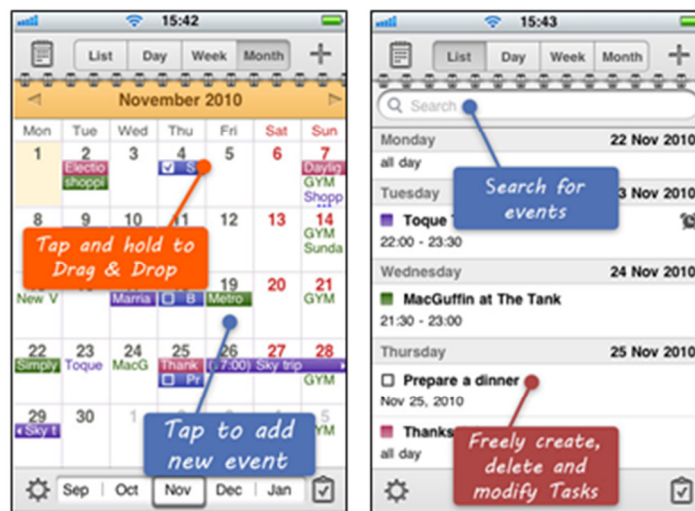 15:42
List Day Week Month
November 2010
Mon Tue Wed Thu Fri Sat Sun
1 2 3 4 5 6 7
Electio Daylig
shoppi GYM
Shopp
8 9 10 11 12 13 14
GYM
Sunda
Tap and hold to
Drag & Drop
19 20 21
New V Marria B Metro GYM
22 23 24 25 26 27 28
Simply Toque MacG Thank (17:00) Sky trip
Pr GYM
29 30 1 5
Sky t
Tap to add
new event
Sep Oct Nov Dec Jan
15:43
List Day Week Month
Search
Monday 22 Nov 2010
all day
Search for
events
Tuesday 3 Nov 2010
Toque
22:00 - 23:30
Wednesday 24 Nov 2010
MacGuffin at The Tank
21:30 - 23:00
Thursday 25 Nov 2010
Prepare a dinner
Nov 25, 2010
Thanks
all day
Freely create,
delete and
modify Tasks